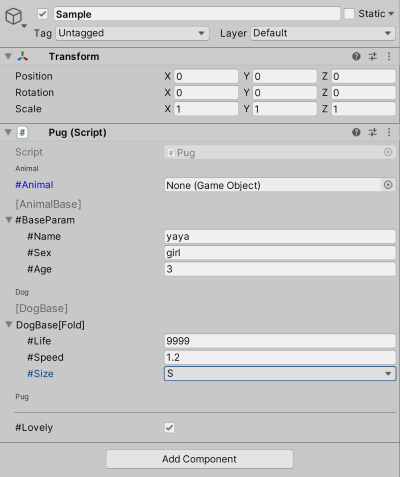 Sample Static
Tag Untagged Layer Default
Transform
Position X 0 Y 0 Z 0
Rotation X 0 Y 0 Z 0
Scale X 1 Y 1 Z 1
# Pug (Script)
Script # Pug
Animal
#Animal None (Game Object)
[AnimalBase]
#BaseParam
#Name yaya
#Sex girl
#Age 3
Dog
[DogBase]
DogBase[Fold]
#Life 9999
#Speed 1.2
#Size S
Pug
#Lovely
Add Component